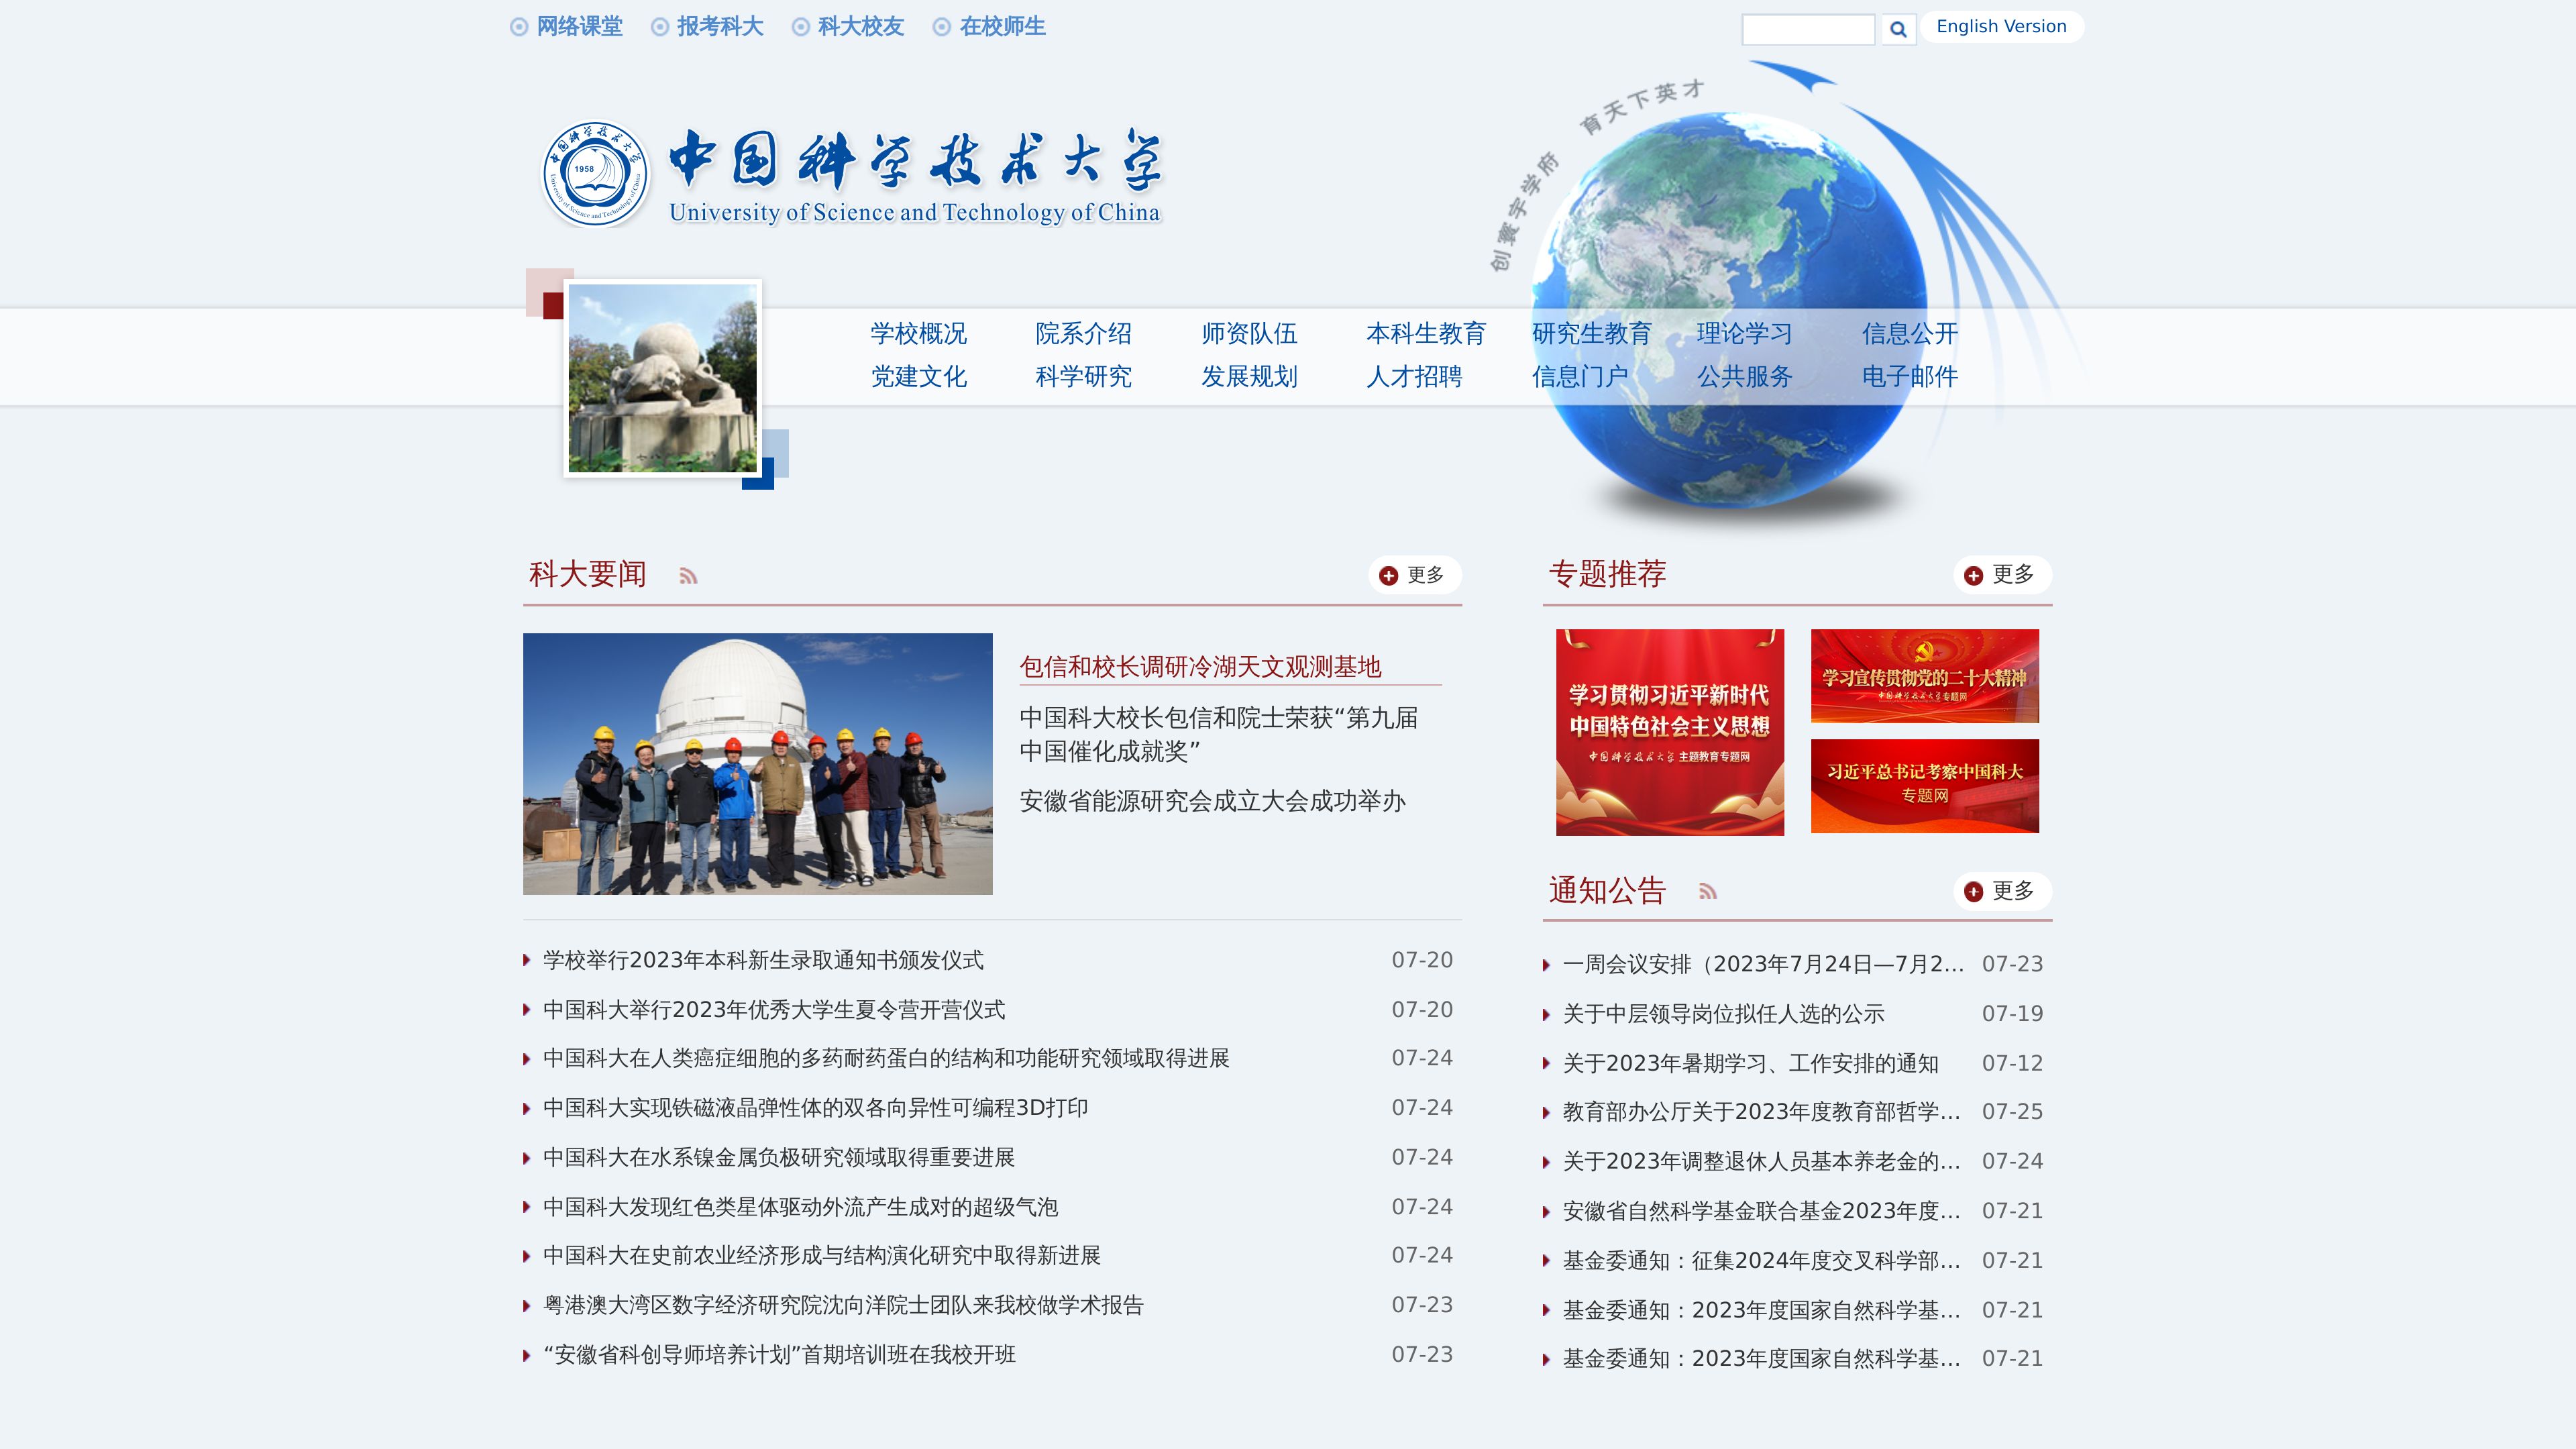 网络课堂
报考科大
科大校友
在校师生
English Version
中国科学技术大学
University of Science and Technology of China
1958
创寰宇学府 育天下英才
学校概况
院系介绍
师资队伍
本科生教育
研究生教育
理论学习
信息公开
党建文化
科学研究
发展规划
人才招聘
信息门户
公共服务
电子邮件
科大要闻
更多
包信和校长调研冷湖天文观测基地
中国科大校长包信和院士荣获“第九届
中国催化成就奖”
安徽省能源研究会成立大会成功举办
学校举行2023年本科新生录取通知书颁发仪式 07-20
中国科大举行2023年优秀大学生夏令营开营仪式 07-20
中国科大在人类癌症细胞的多药耐药蛋白的结构和功能研究领域取得进展 07-24
中国科大实现铁磁液晶弹性体的双各向异性可编程3D打印 07-24
中国科大在水系镍金属负极研究领域取得重要进展 07-24
中国科大发现红色类星体驱动外流产生成对的超级气泡 07-24
中国科大在史前农业经济形成与结构演化研究中取得新进展 07-24
粤港澳大湾区数字经济研究院沈向洋院士团队来我校做学术报告 07-23
“安徽省科创导师培养计划”首期培训班在我校开班 07-23
专题推荐
更多
学习贯彻习近平新时代
中国特色社会主义思想
中国科学技术大学 主题教育专题网
学习宣传贯彻党的二十大精神
中国科学技术大学专题网
习近平总书记考察中国科大
专题网
通知公告
更多
一周会议安排（2023年7月24日—7月2... 07-23
关于中层领导岗位拟任人选的公示 07-19
关于2023年暑期学习、工作安排的通知 07-12
教育部办公厅关于2023年度教育部哲学... 07-25
关于2023年调整退休人员基本养老金的... 07-24
安徽省自然科学基金联合基金2023年度... 07-21
基金委通知：征集2024年度交叉科学部... 07-21
基金委通知：2023年度国家自然科学基... 07-21
基金委通知：2023年度国家自然科学基... 07-21